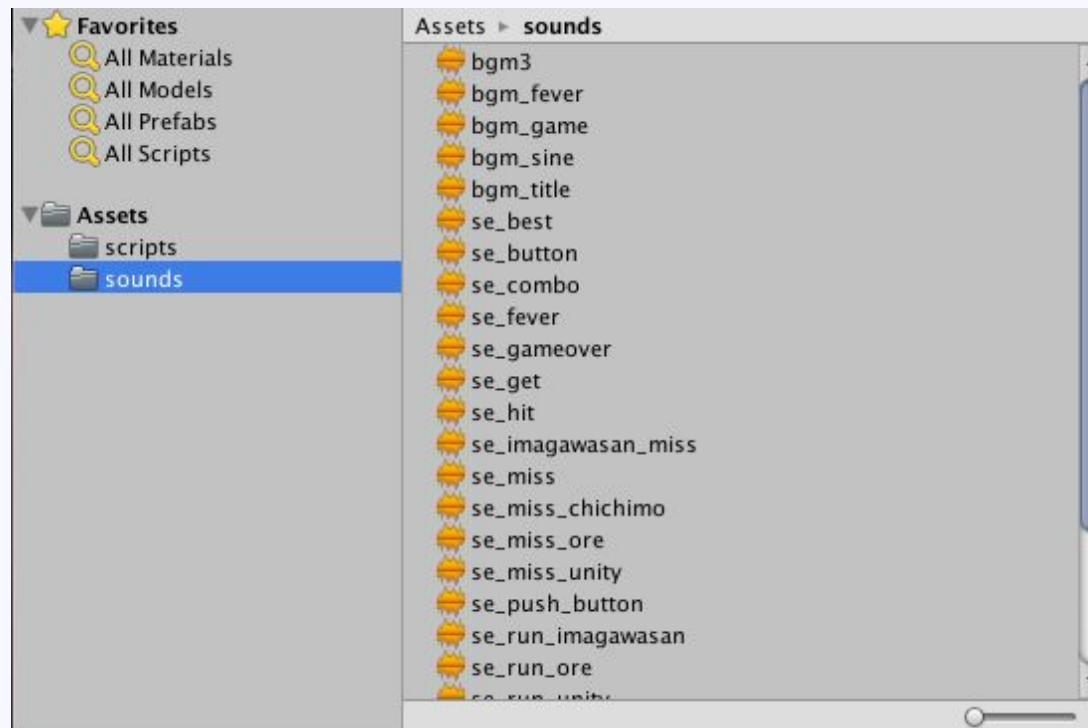 Favorites
All Materials
All Models
All Prefabs
All Scripts
Assets
scripts
sounds
Assets ▸ sounds
bgm3
bgm_fever
bgm_game
bgm_sine
bgm_title
se_best
se_button
se_combo
se_fever
se_gameover
se_get
se_hit
se_imagawasan_miss
se_miss
se_miss_chichimo
se_miss_ore
se_miss_unity
se_push_button
se_run_imagawasan
se_run_ore
se_run_unity